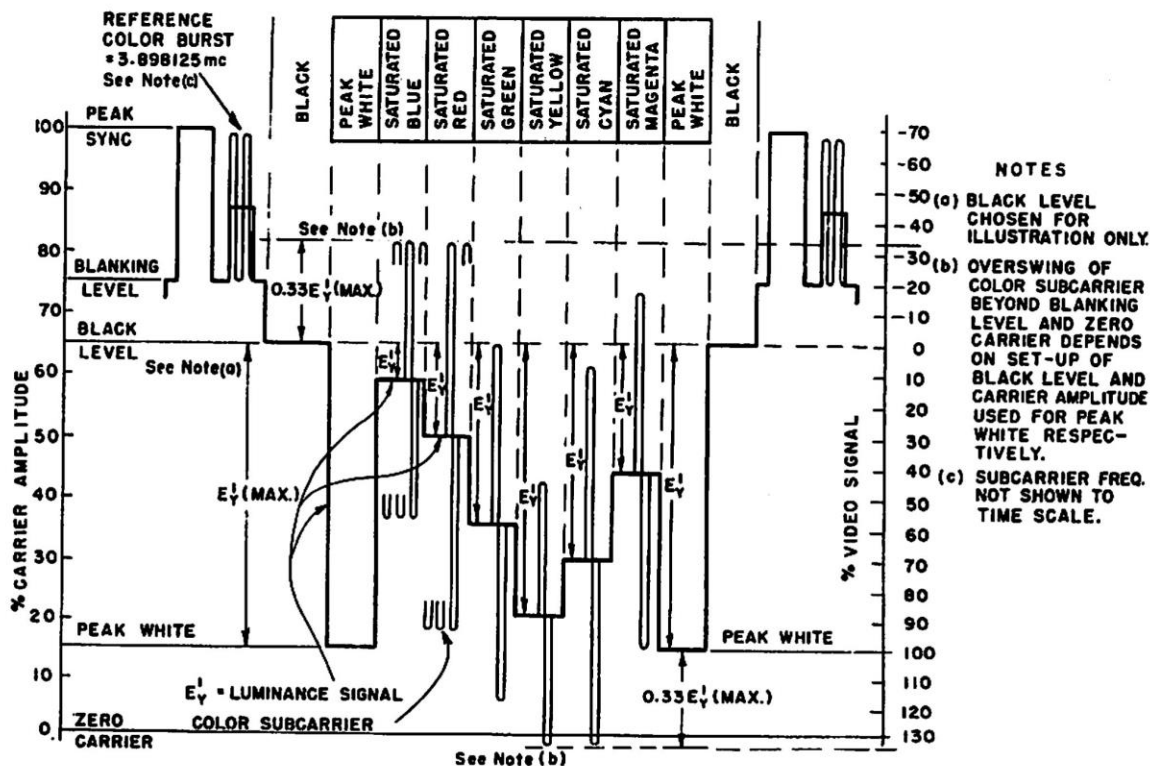 REFERENCE
COLOR BURST
=3.898125 mc
See Note(c)
BLACK
PEAK
WHITE
SATURATED
BLUE
SATURATED
RED
SATURATED
GREEN
SATURATED
YELLOW
SATURATED
CYAN
SATURATED
MAGENTA
PEAK
WHITE
BLACK
% CARRIER AMPLITUDE
100
90
80
70
60
50
40
30
20
10
0
PEAK
SYNC
BLANKING
LEVEL
BLACK
LEVEL
See Note(a)
See Note(b)
0.33E'Y(MAX.)
E'Y
E'Y
E'Y
E'Y
E'Y
E'Y
E'Y
E'Y(MAX.)
PEAK WHITE
E'Y = LUMINANCE SIGNAL
COLOR SUBCARRIER
ZERO
CARRIER
See Note(b)
PEAK WHITE
0.33E'Y(MAX.)
% VIDEO SIGNAL
-70
-60
-50
-40
-30
-20
-10
0
10
20
30
40
50
60
70
80
90
100
110
120
130
NOTES
(a) BLACK LEVEL
CHOSEN FOR
ILLUSTRATION ONLY.
(b) OVERSWING OF
COLOR SUBCARRIER
BEYOND BLANKING
LEVEL AND ZERO
CARRIER DEPENDS
ON SET-UP OF
BLACK LEVEL AND
CARRIER AMPLITUDE
USED FOR PEAK
WHITE RESPEC-
TIVELY.
(c) SUBCARRIER FREQ.
NOT SHOWN TO
TIME SCALE.